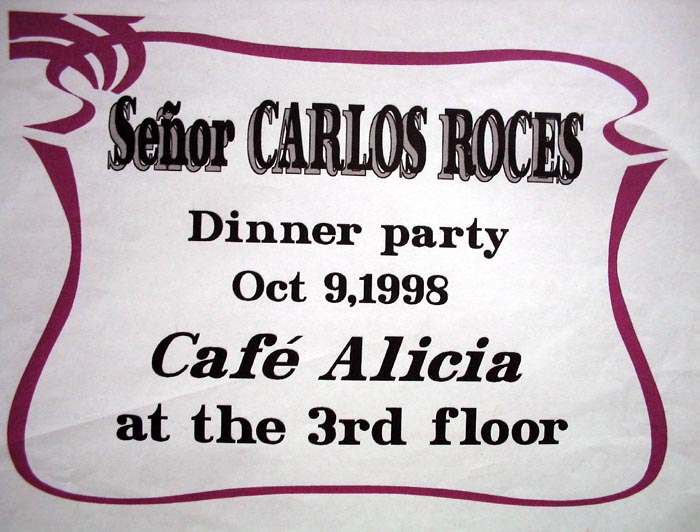 Señor CARLOS ROCES
Dinner party
Oct 9,1998
Café Alicia
at the 3rd floor